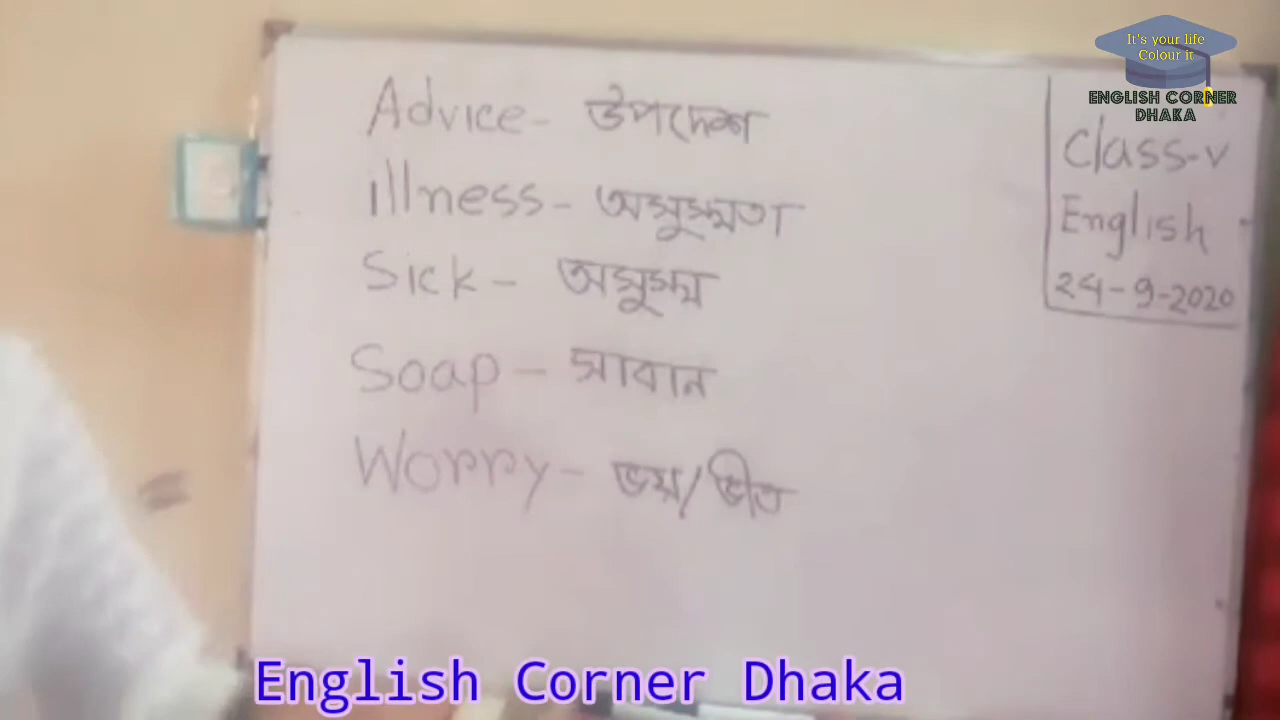 It's your life
Colour it
ENGLISH CORNER
DHAKA
Class-v
English
24-9-2020
Advice- উপদেশ
illness- অসুস্থতা
Sick- অসুস্থ
Soap- সাবান
Worry- ভয়/ভীত
English Corner Dhaka